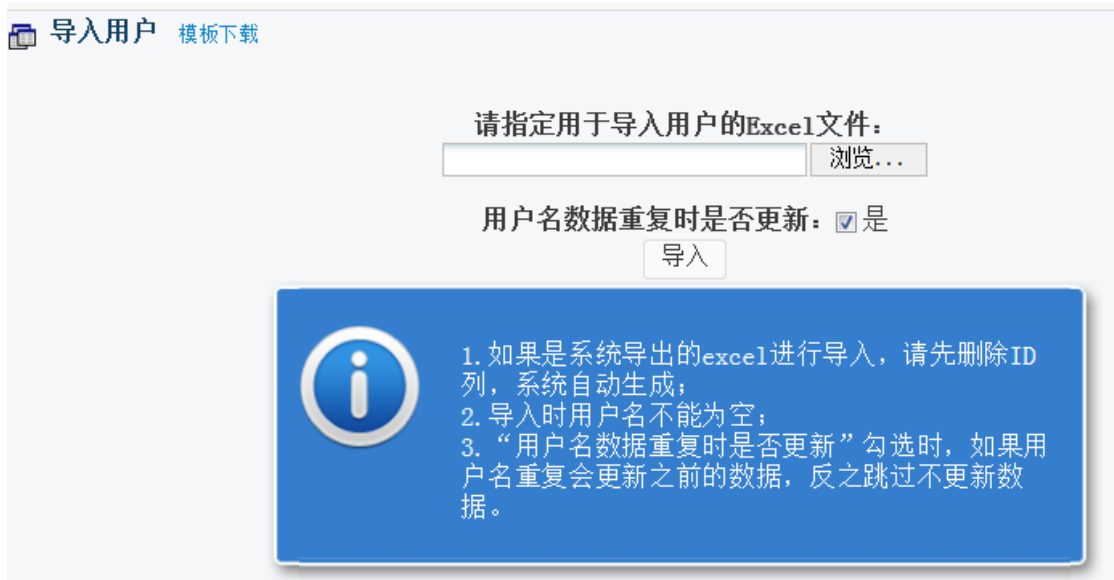 导入用户 模板下载
请指定用于导入用户的Excel文件：
浏览...
用户名数据重复时是否更新：是
导入
1.如果是系统导出的excel进行导入，请先删除ID
列，系统自动生成；
2.导入时用户名不能为空；
3.“用户名数据重复时是否更新”勾选时，如果用
户名重复会更新之前的数据，反之跳过不更新数
据。